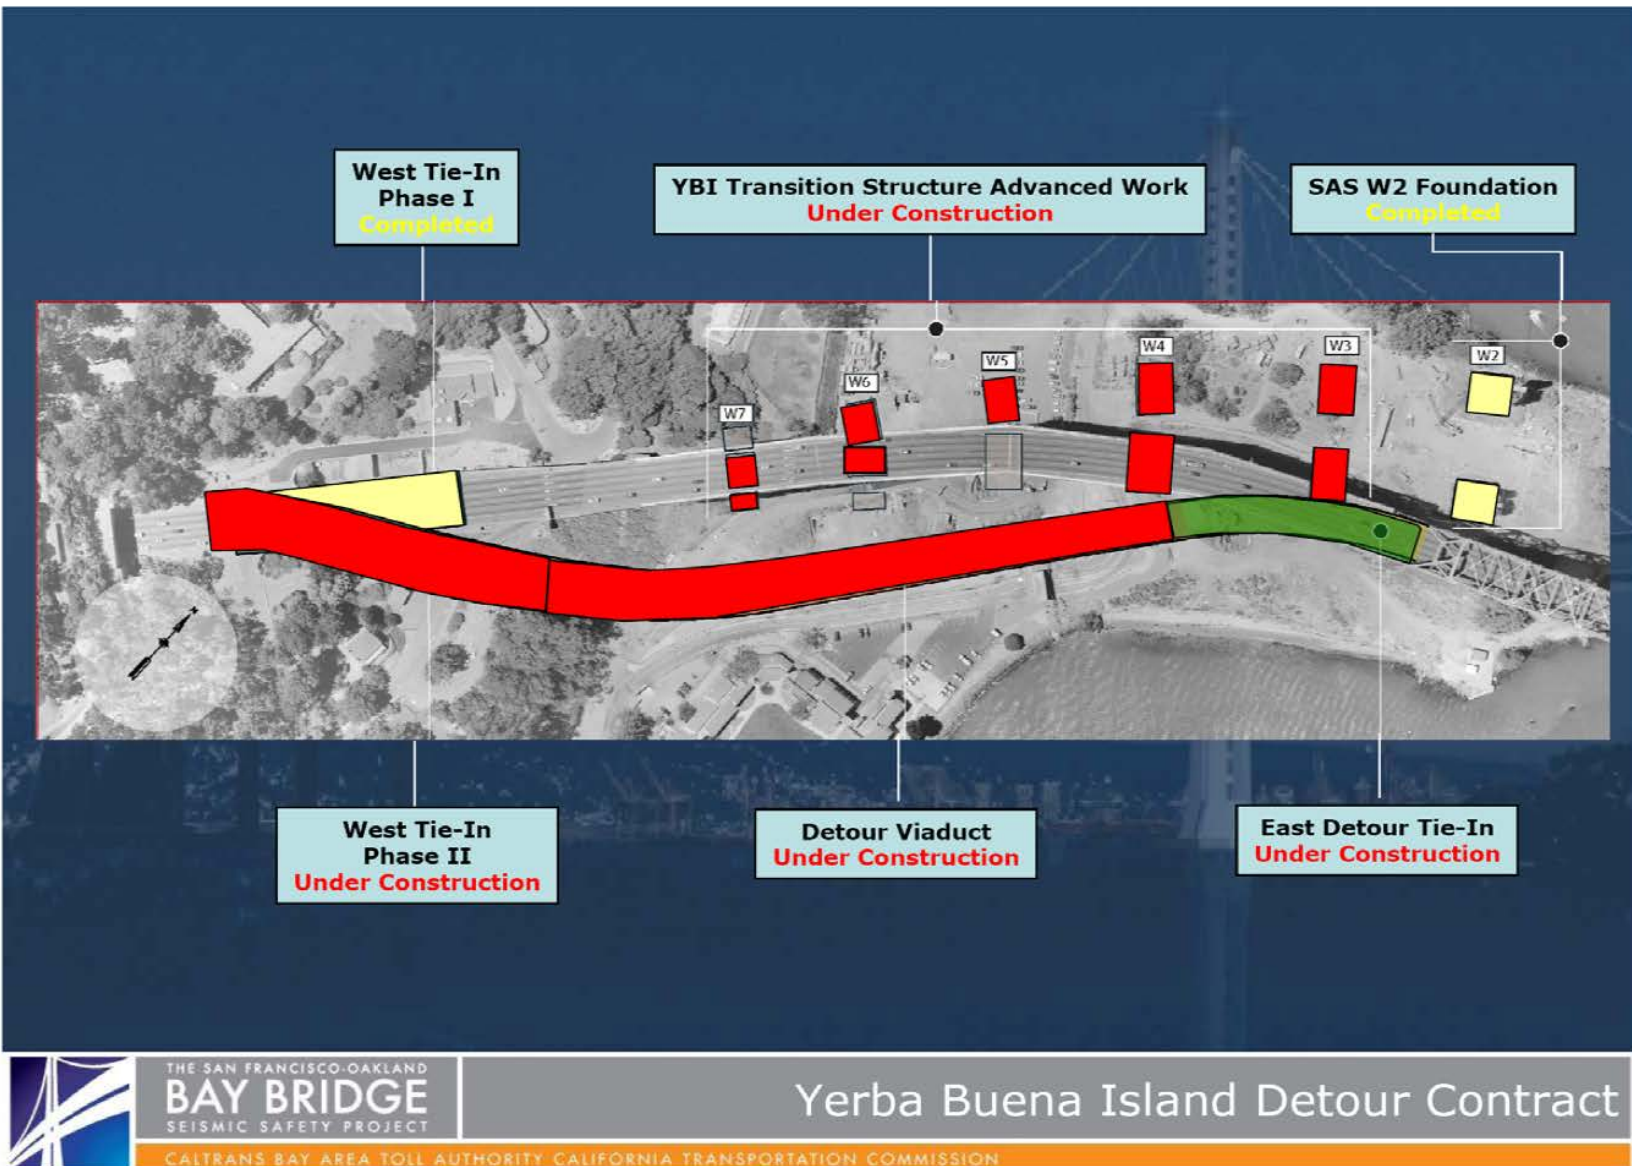 West Tie-In
Phase I
Completed
YBI Transition Structure Advanced Work
Under Construction
SAS W2 Foundation
Completed
W7
W6
W5
W4
W3
W2
West Tie-In
Phase II
Under Construction
Detour Viaduct
Under Construction
East Detour Tie-In
Under Construction
THE SAN FRANCISCO-OAKLAND
BAY BRIDGE
SEISMIC SAFETY PROJECT
Yerba Buena Island Detour Contract
CALTRANS BAY AREA TOLL AUTHORITY CALIFORNIA TRANSPORTATION COMMISSION